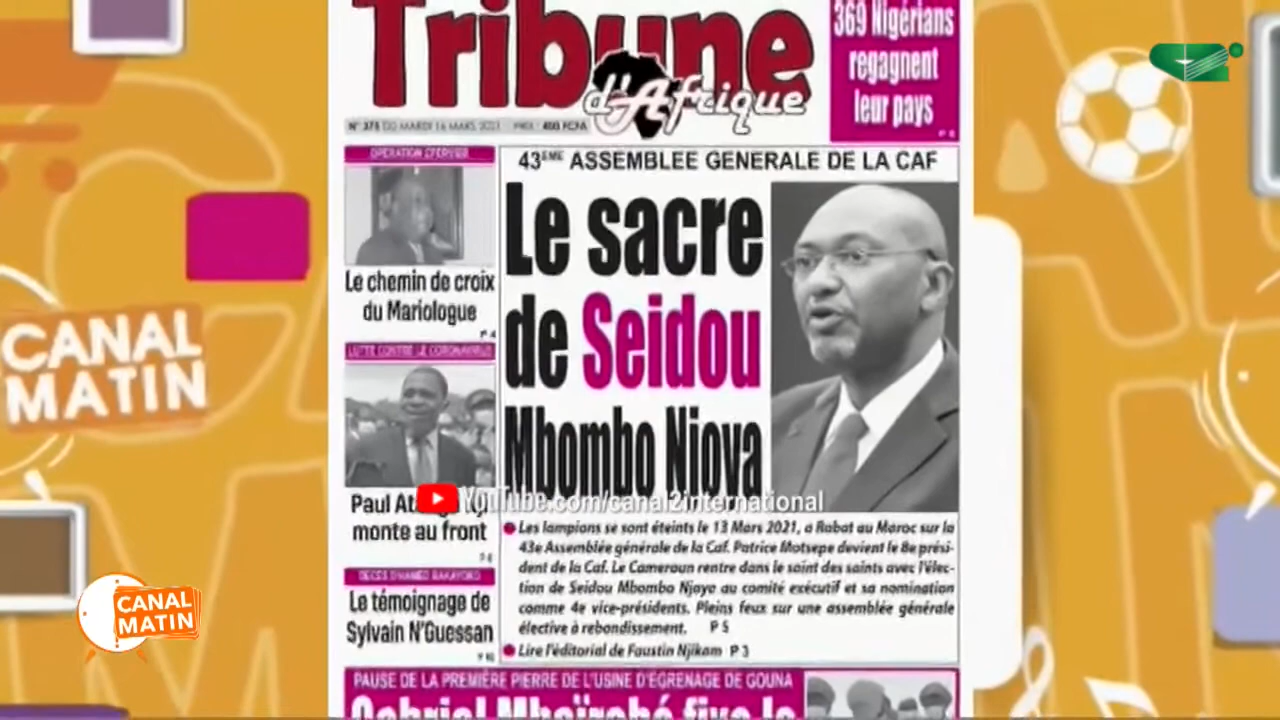 Tribune
d'Afrique
369 Nigérians
regagnent
leur pays
N° 375 DU MARDI 16 MARS 2021 PRIX : 400 FCFA
OPERATION EPERVIER
Le chemin de croix
du Mariologue
P 4
LUTTE CONTRE LE CORONAVIRUS
Paul
monte au front
Le témoignage de
Sylvain N'Guessan
43EME ASSEMBLEE GENERALE DE LA CAF
Le sacre
de Seidou
Mbombo Njoya
YouTube.com/canal2international
Les lampions se sont éteints le 13 Mars 2021, a Rabat au Maroc sur la
43e Assemblée générale de la Caf. Patrice Motsepe devient le 8e prési-
dent de la Caf. Le Cameroun rentre dans le saint des saints avec l'élec-
tion de Seidou Mbombo Njoya au comité exécutif et sa nomination
comme 4e vice-présidents. Pleins feux sur une assemblée générale
élective à rebondissement. P 5
Lire l'éditorial de Faustin Njikam P 3
PAUSE DE LA PREMIÈRE PIERRE DE L'USINE D'EGRENAGE DE GOUNA
Gabriel Mbaïrobé fixe le
CANAL
MATIN
CANAL
MATIN